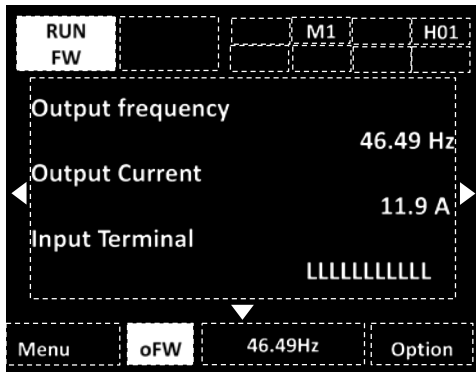 RUN M1 H01
FW
Output frequency
46.49 Hz
Output Current
11.9 A
Input Terminal
LLLLLLLLLLL
Menu oFW 46.49Hz Option